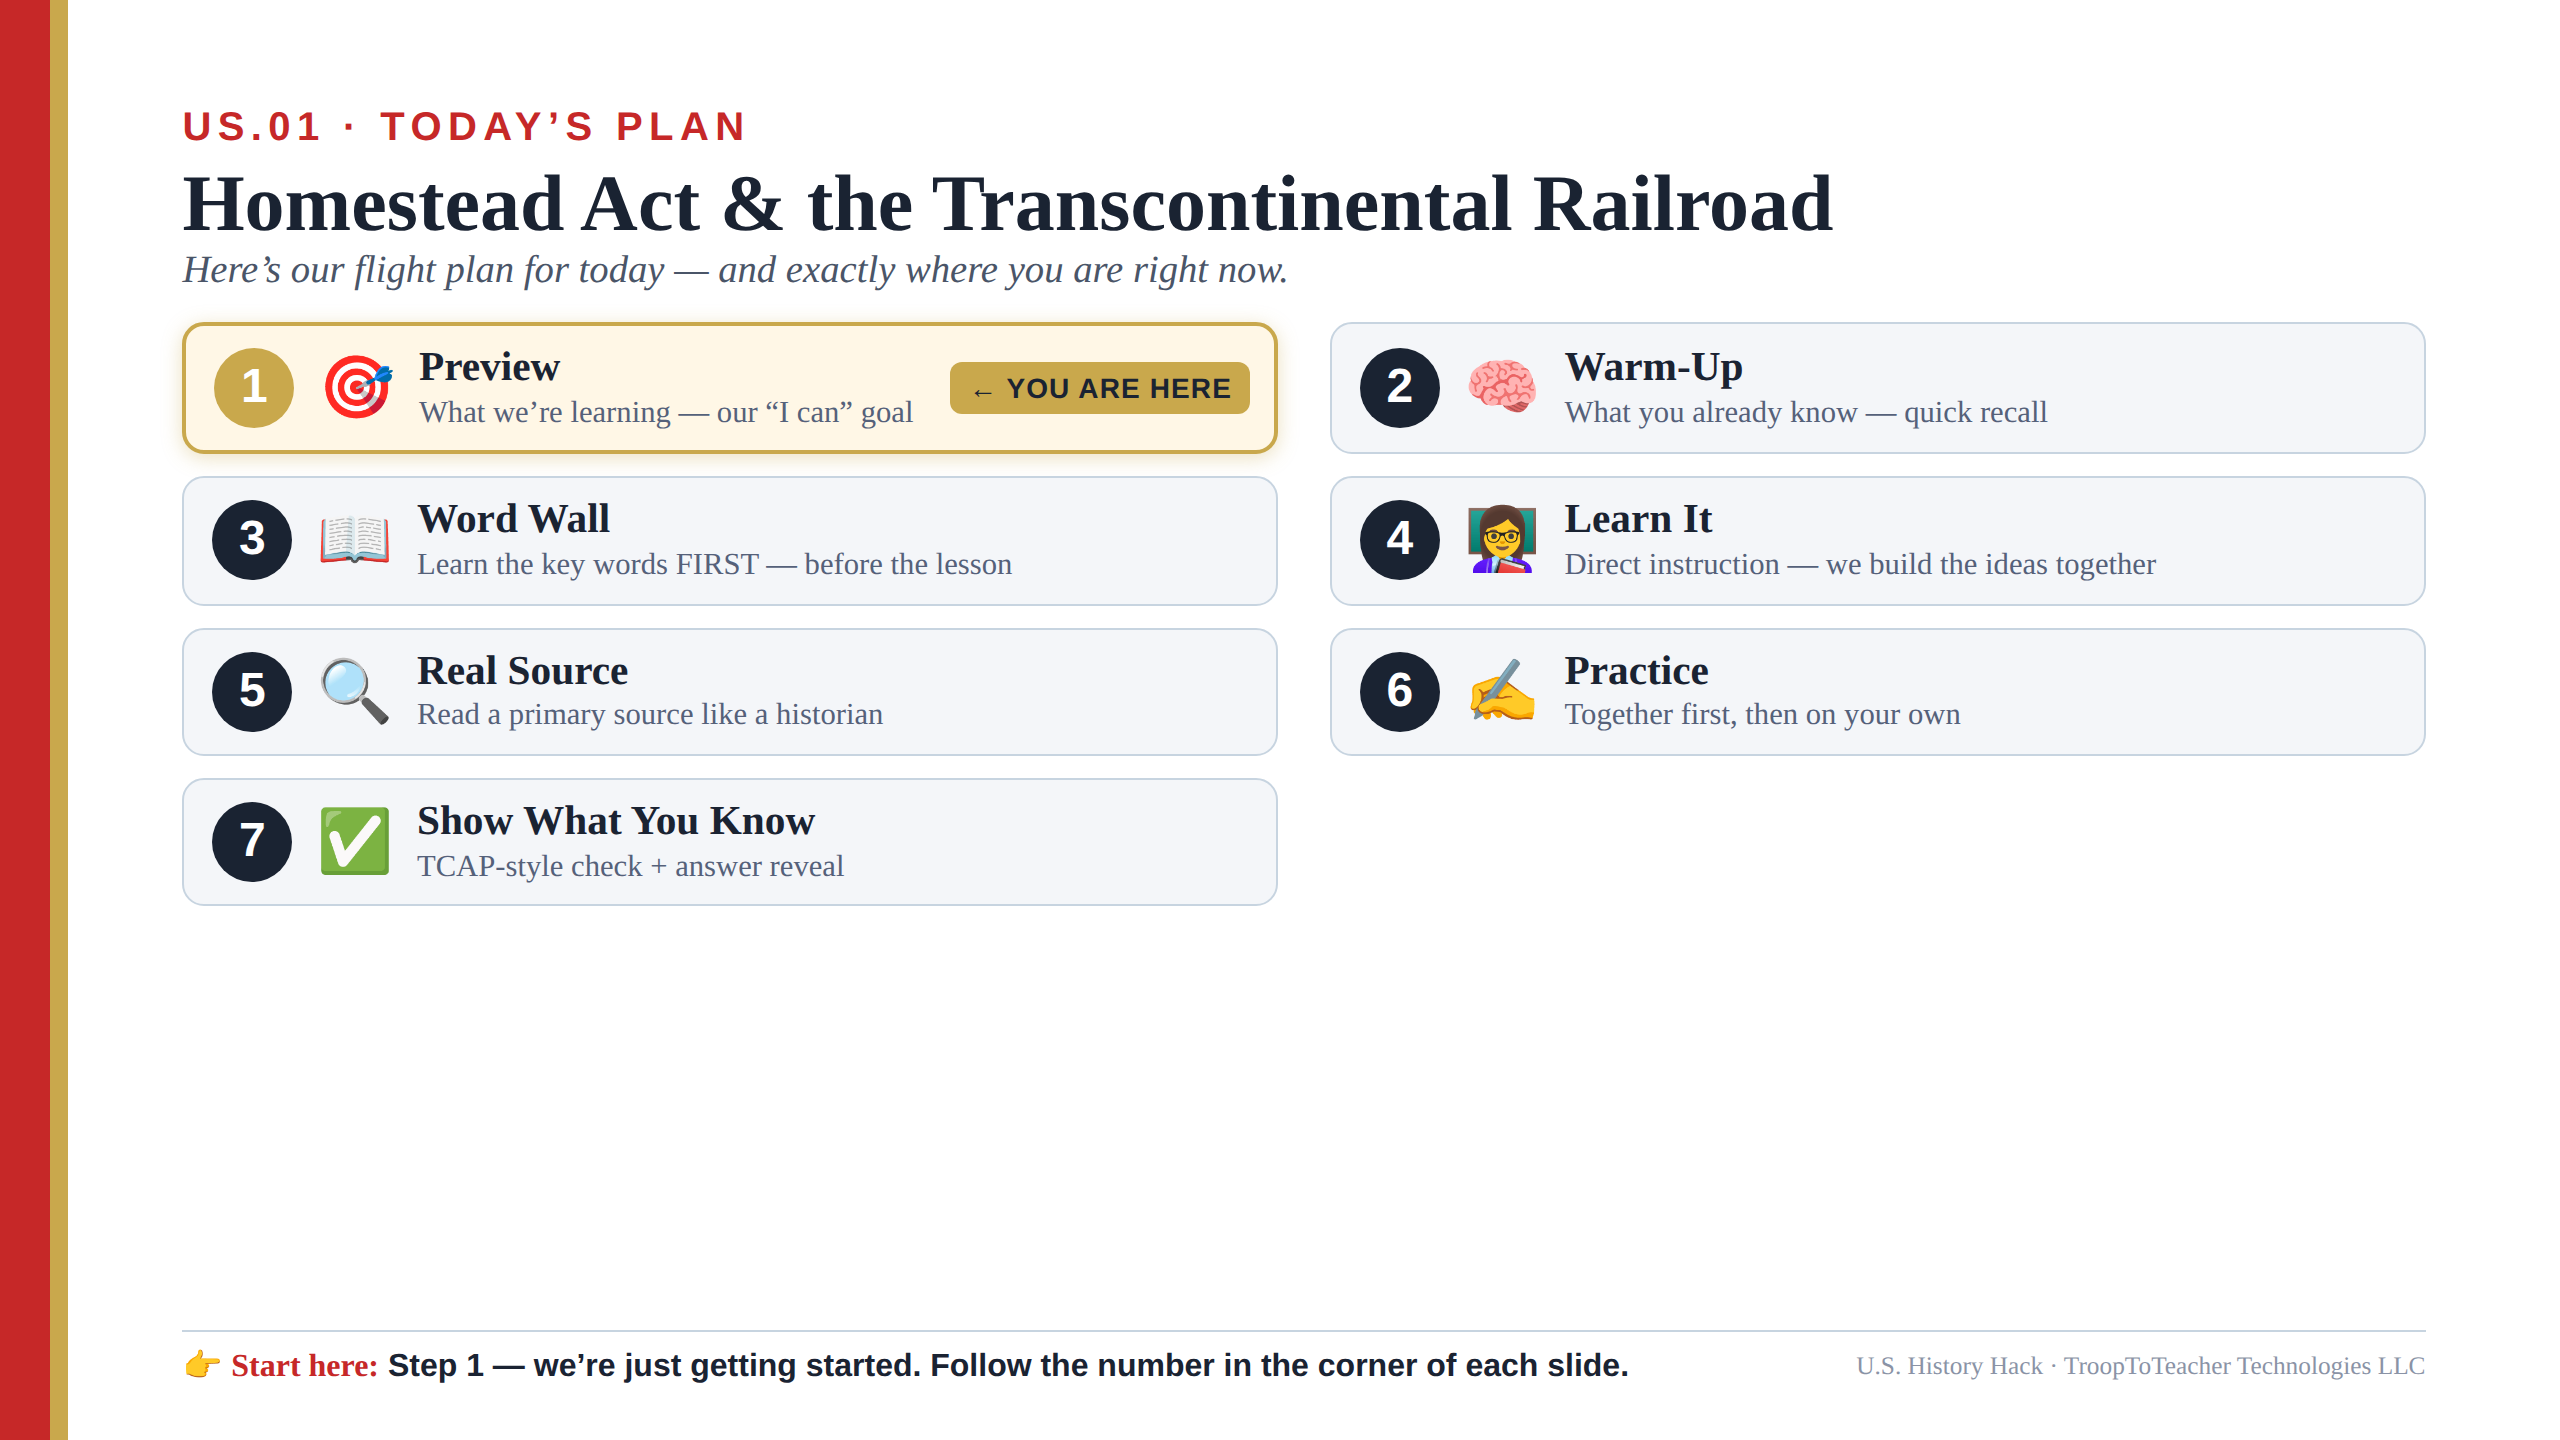 US.01 · TODAY’S PLAN
Homestead Act & the Transcontinental Railroad
Here’s our flight plan for today — and exactly where you are right now.
1
Preview
What we’re learning — our “I can” goal
← YOU ARE HERE
2
Warm-Up
What you already know — quick recall
3
Word Wall
Learn the key words FIRST — before the lesson
4
Learn It
Direct instruction — we build the ideas together
5
Real Source
Read a primary source like a historian
6
Practice
Together first, then on your own
7
Show What You Know
TCAP-style check + answer reveal
👉 Start here: Step 1 — we’re just getting started. Follow the number in the corner of each slide.
U.S. History Hack · TroopToTeacher Technologies LLC